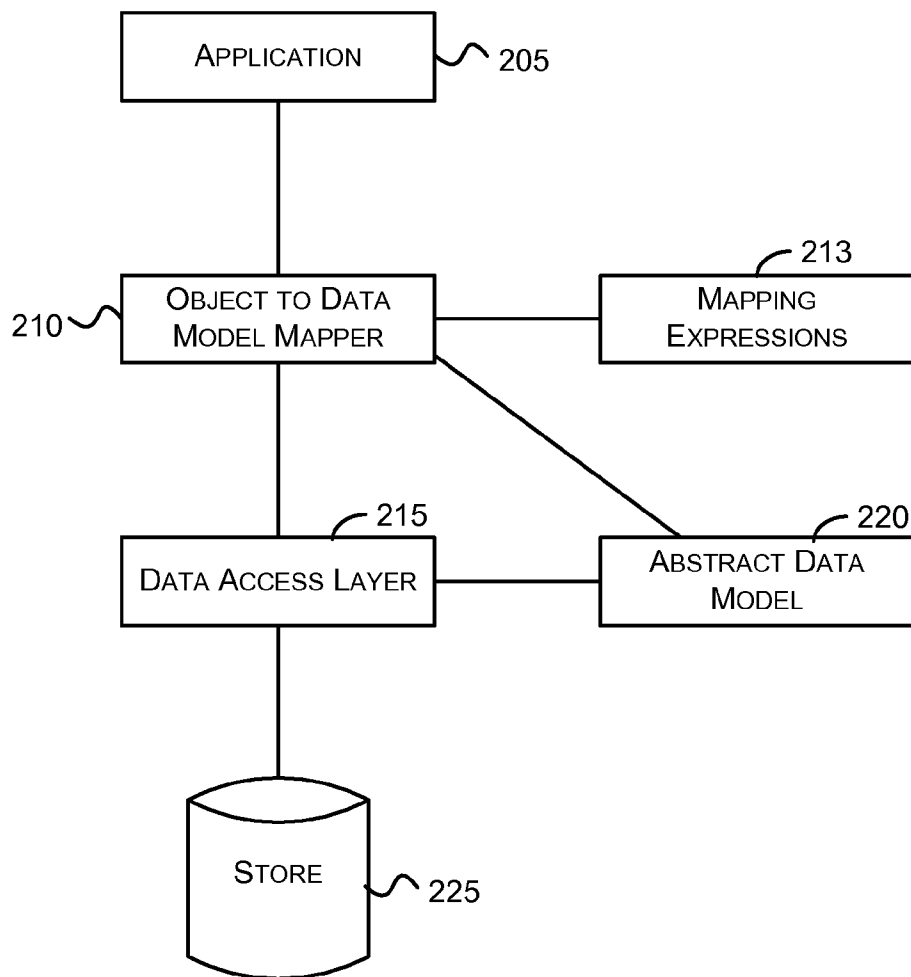 APPLICATION
205
213
OBJECT TO DATA
MODEL MAPPER
210
MAPPING
EXPRESSIONS
215
DATA ACCESS LAYER
220
ABSTRACT DATA
MODEL
STORE
225